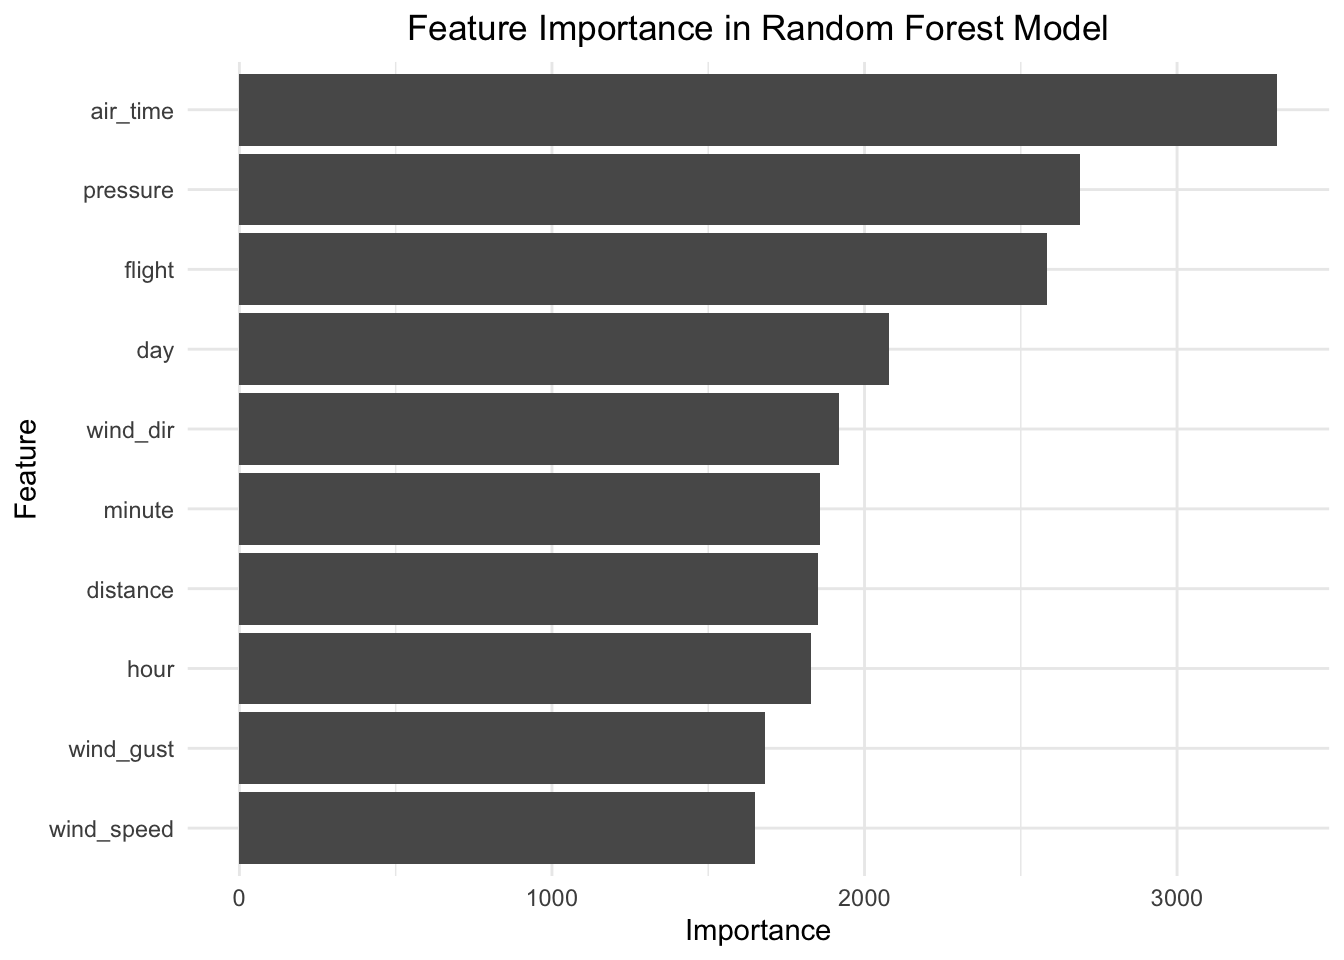 Feature Importance in Random Forest Model
Feature
air_time
pressure
flight
day
wind_dir
minute
distance
hour
wind_gust
wind_speed
0 1000 2000 3000
Importance